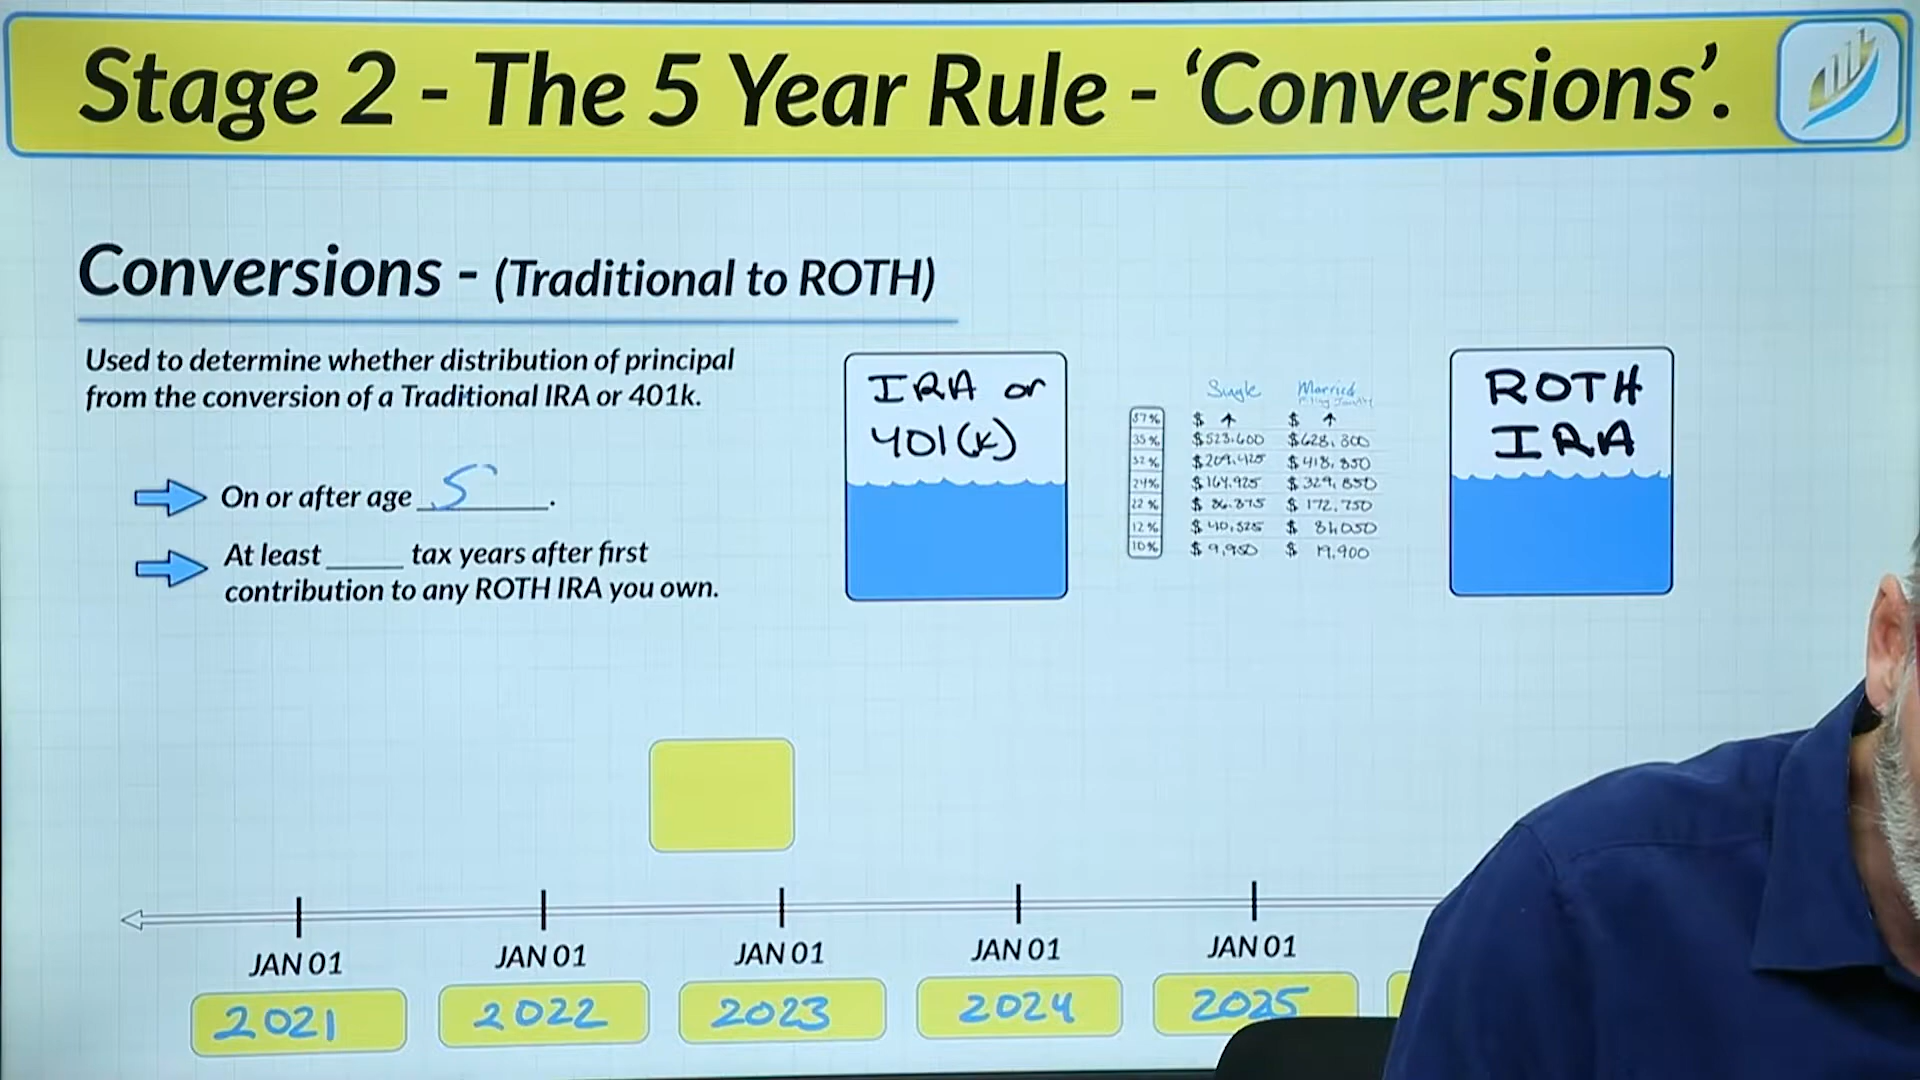 Stage 2 - The 5 Year Rule - ‘Conversions’.
Conversions - (Traditional to ROTH)
Used to determine whether distribution of principal
from the conversion of a Traditional IRA or 401k.
On or after age 5______.
At least _____ tax years after first
contribution to any ROTH IRA you own.
IRA or
401(K)
Single Married
Filing Jointly
37% $ ↑ $ ↑
35% $523,600 $628,300
32% $209,425 $418,850
24% $164,925 $329,850
22% $86,375 $172,750
12% $40,525 $81,050
10% $9,950 $19,900
ROTH
IRA
JAN 01 JAN 01 JAN 01 JAN 01 JAN 01
2021 2022 2023 2024 2025